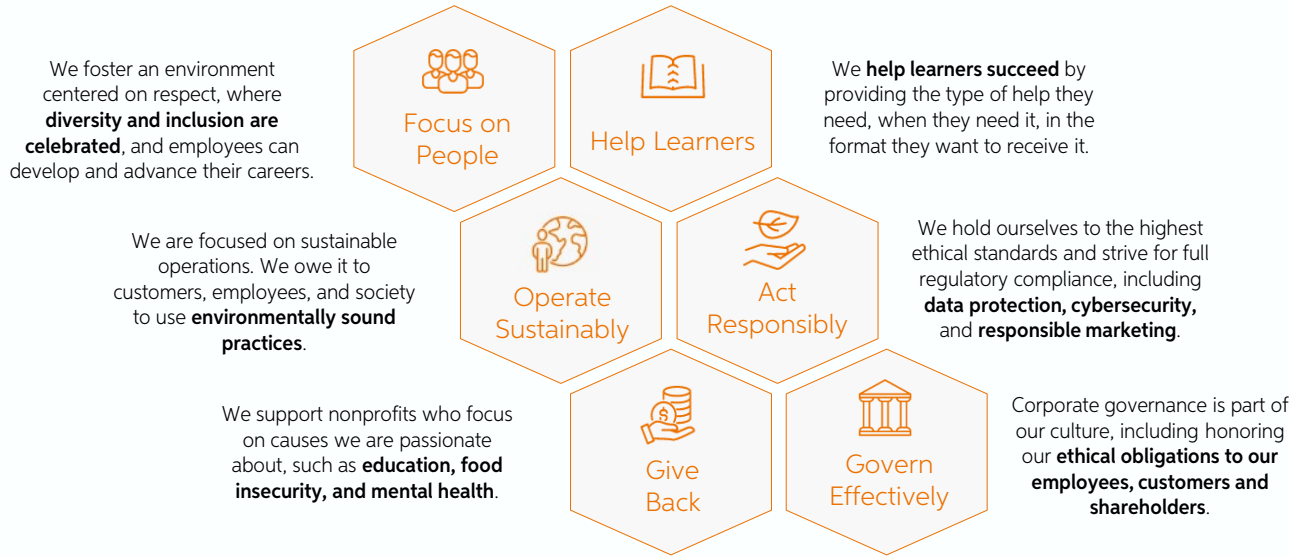 We foster an environment
centered on respect, where
diversity and inclusion are
celebrated, and employees can
develop and advance their careers.
Focus on
People
Help Learners
We help learners succeed by
providing the type of help they
need, when they need it, in the
format they want to receive it.
We are focused on sustainable
operations. We owe it to
customers, employees, and society
to use environmentally sound
practices.
Operate
Sustainably
Act
Responsibly
We hold ourselves to the highest
ethical standards and strive for full
regulatory compliance, including
data protection, cybersecurity,
and responsible marketing.
We support nonprofits who focus
on causes we are passionate
about, such as education, food
insecurity, and mental health.
$
Give
Back
Govern
Effectively
Corporate governance is part of
our culture, including honoring
our ethical obligations to our
employees, customers and
shareholders.